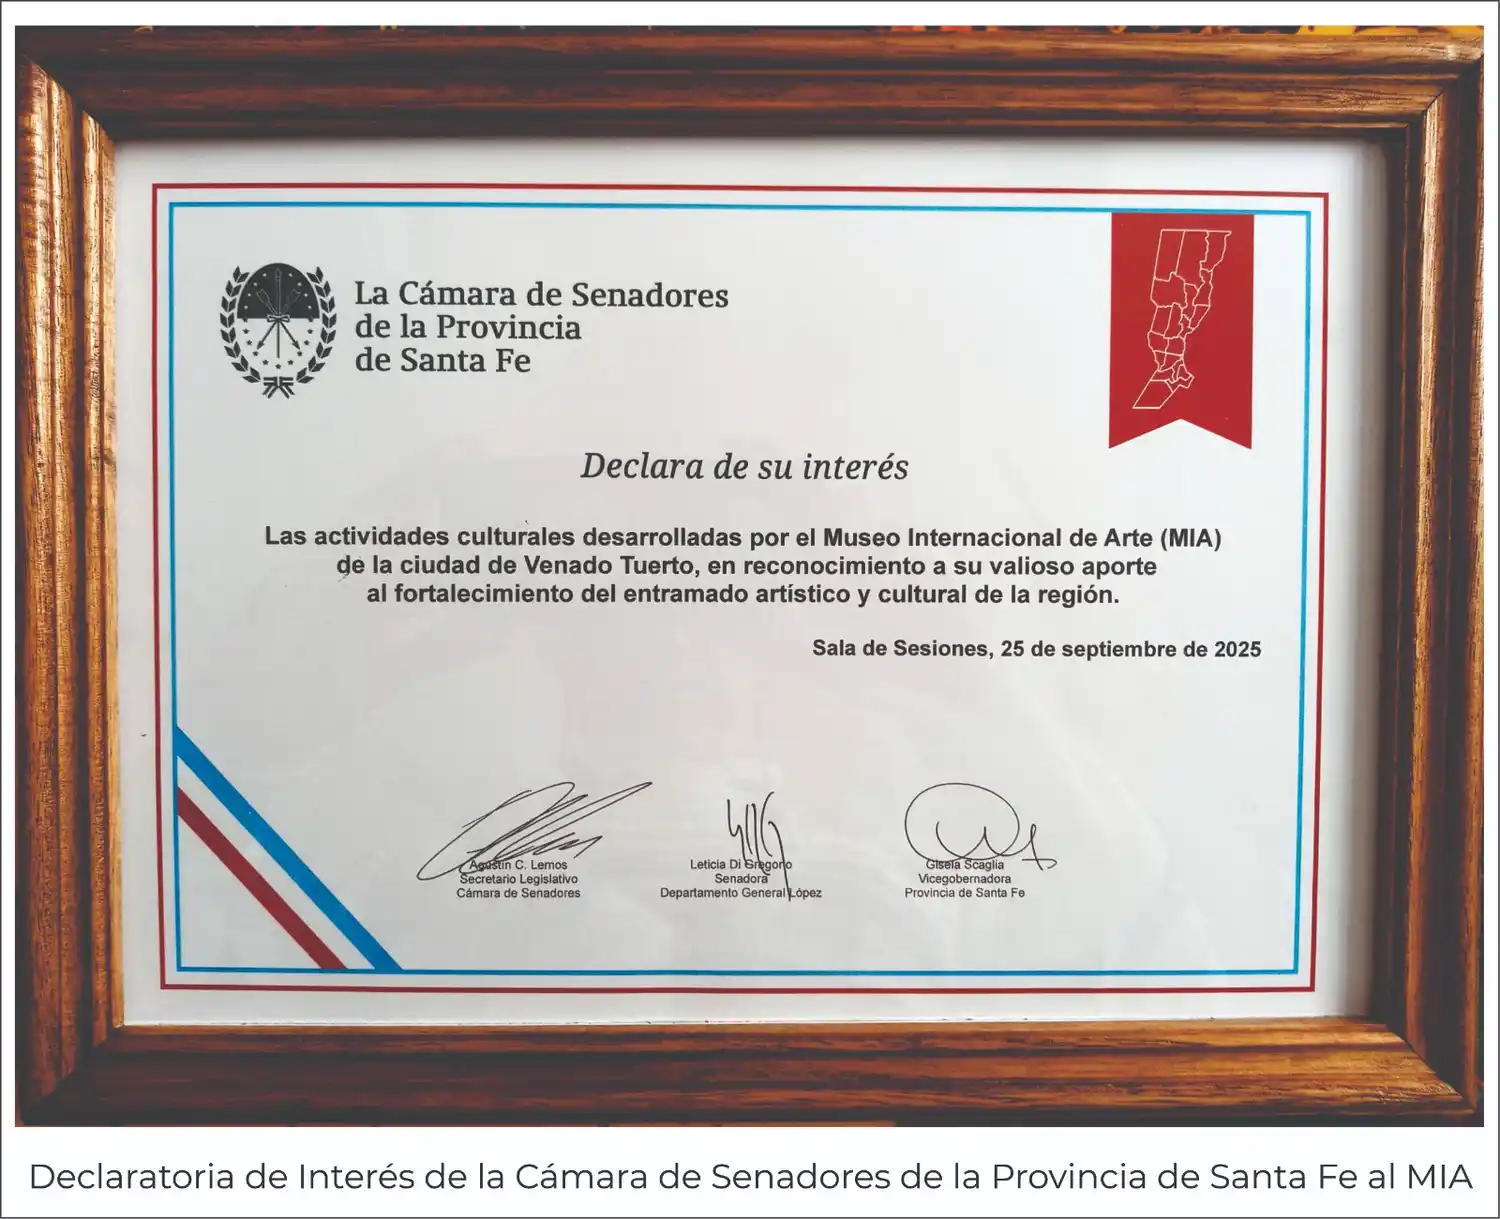 La Cámara de Senadores
de la Provincia
de Santa Fe
Declara de su interés
Las actividades culturales desarrolladas por el Museo Internacional de Arte (MIA)
de la ciudad de Venado Tuerto, en reconocimiento a su valioso aporte
al fortalecimiento del entramado artístico y cultural de la región.
Sala de Sesiones, 25 de septiembre de 2025
Agustín C. Lemos
Secretario Legislativo
Cámara de Senadores
Leticia Di Gregorio
Senadora
Departamento General López
Gisela Scaglia
Vicegobernadora
Provincia de Santa Fe
Declaratoria de Interés de la Cámara de Senadores de la Provincia de Santa Fe al MIA